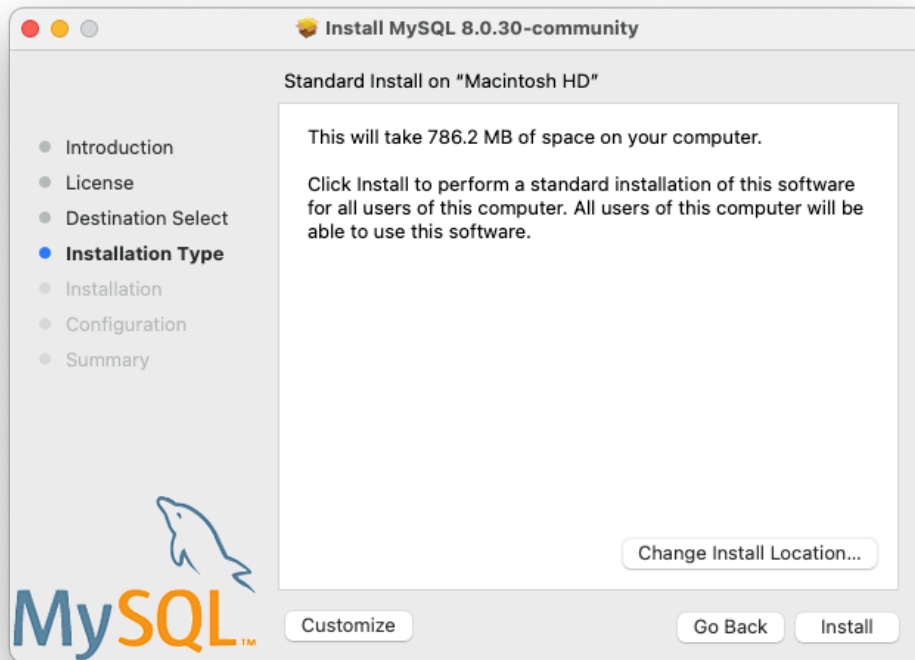 Install MySQL 8.0.30-community
Standard Install on “Macintosh HD”
Introduction
License
Destination Select
Installation Type
Installation
Configuration
Summary
This will take 786.2 MB of space on your computer.
Click Install to perform a standard installation of this software
for all users of this computer. All users of this computer will be
able to use this software.
Change Install Location...
MySQL™
Customize
Go Back
Install